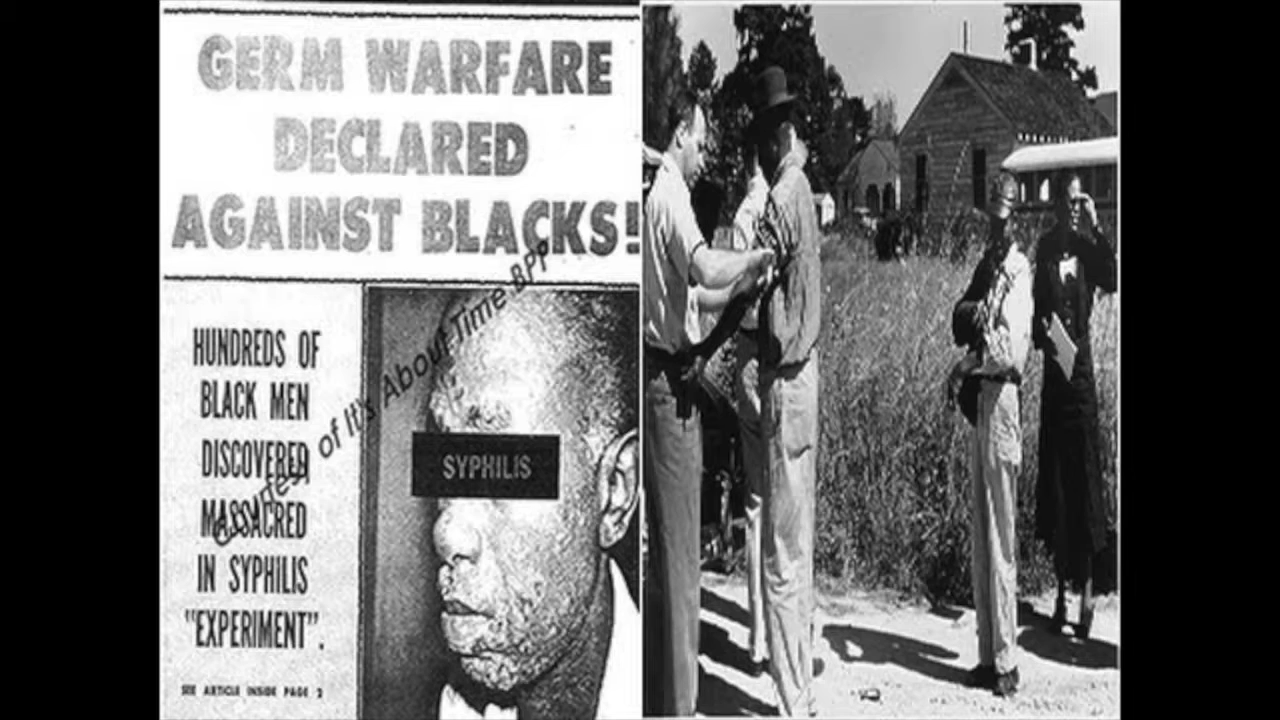 GERM WARFARE
DECLARED
AGAINST BLACKS!
HUNDREDS OF
BLACK MEN
DISCOVERED
MASSACRED
IN SYPHILIS
"EXPERIMENT".
SEE ARTICLE INSIDE PAGE 2
SYPHILIS
Courtesy of It's About Time BPP